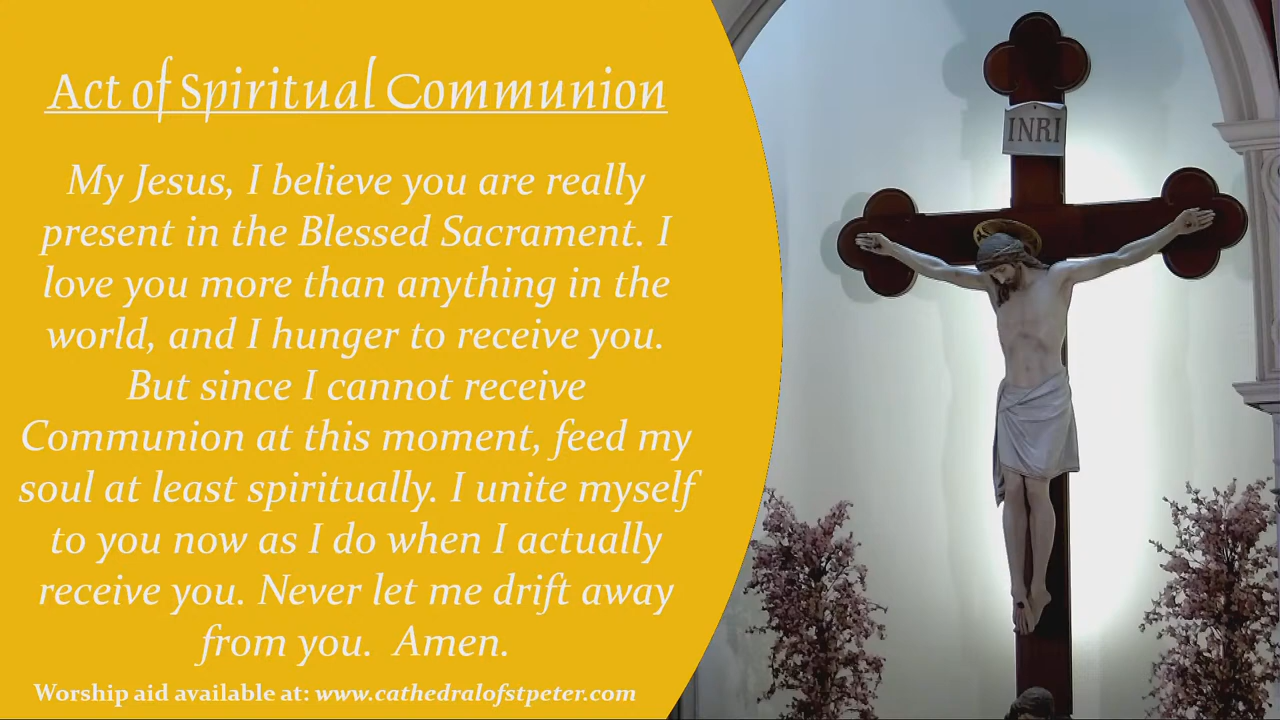 Act of Spiritual Communion
My Jesus, I believe you are really
present in the Blessed Sacrament. I
love you more than anything in the
world, and I hunger to receive you.
But since I cannot receive
Communion at this moment, feed my
soul at least spiritually. I unite myself
to you now as I do when I actually
receive you. Never let me drift away
from you.  Amen.
Worship aid available at: www.cathedralofstpeter.com
INRI